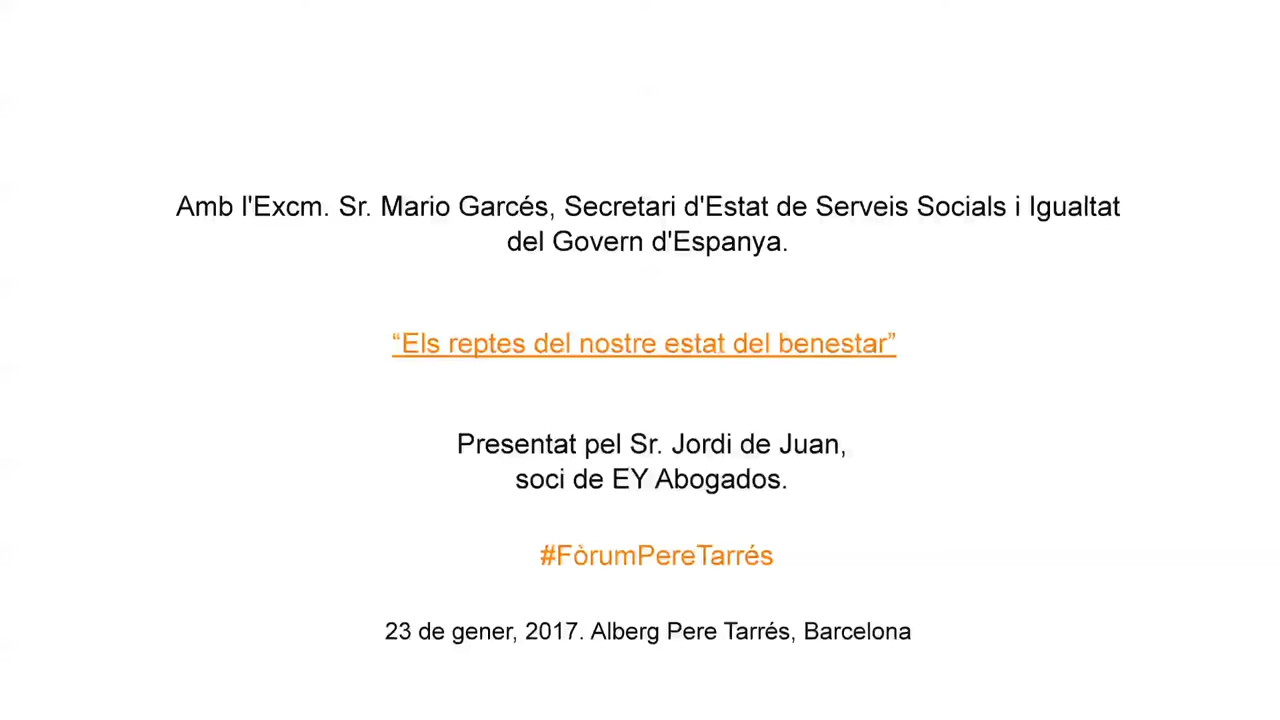 Amb l'Excm. Sr. Mario Garcés, Secretari d'Estat de Serveis Socials i Igualtat
del Govern d'Espanya.
“Els reptes del nostre estat del benestar”
Presentat pel Sr. Jordi de Juan,
soci de EY Abogados.
#FòrumPereTarrés
23 de gener, 2017. Alberg Pere Tarrés, Barcelona